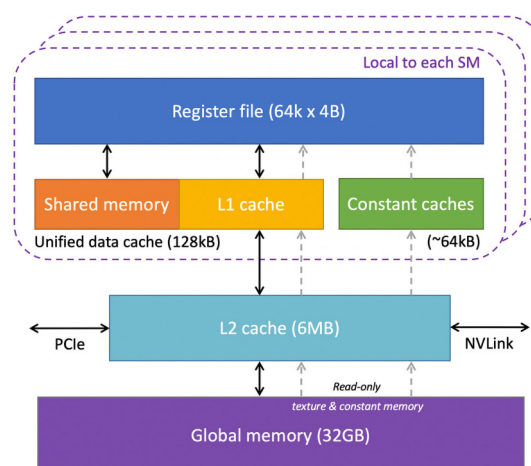 Local to each SM
Register file (64k x 4B)
Shared memory
L1 cache
Constant caches
Unified data cache (128kB)
(~64kB)
L2 cache (6MB)
PCIe
NVLink
Read-only
texture & constant memory
Global memory (32GB)